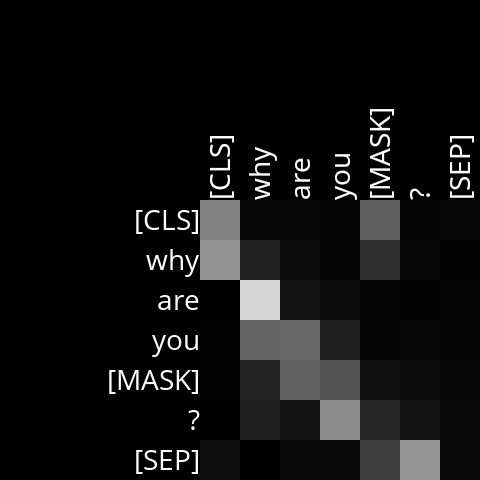 [CLS] why are you [MASK] ? [SEP]
[CLS]
why
are
you
[MASK]
?
[SEP]